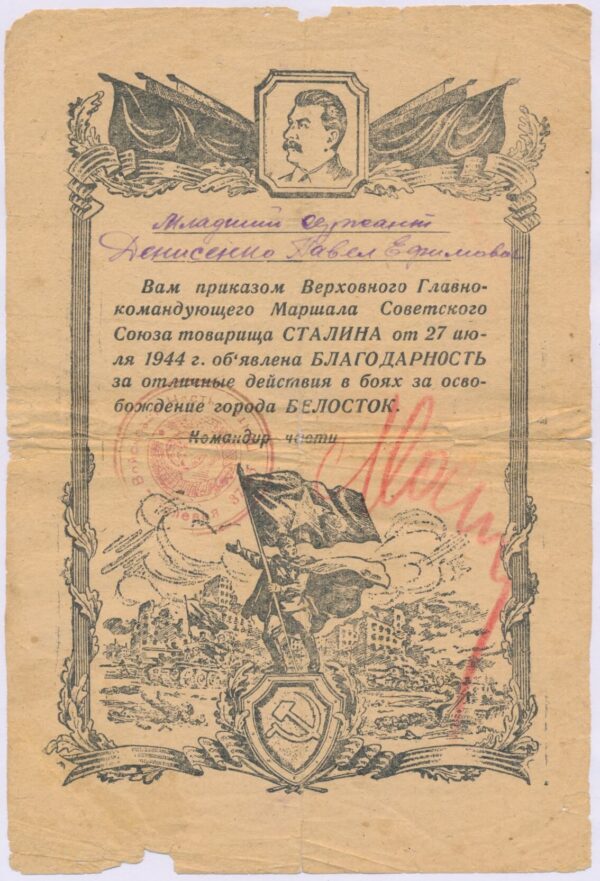 Младший сержант
Денисенко Павел Ефимович
Вам приказом Верховного Главно-
командующего Маршала Советского
Союза товарища СТАЛИНА от 27 ию-
ля 1944 г. об‘явлена БЛАГОДАРНОСТЬ
за отличные действия в боях за осво-
бождение города БЕЛОСТОК.
Командир части